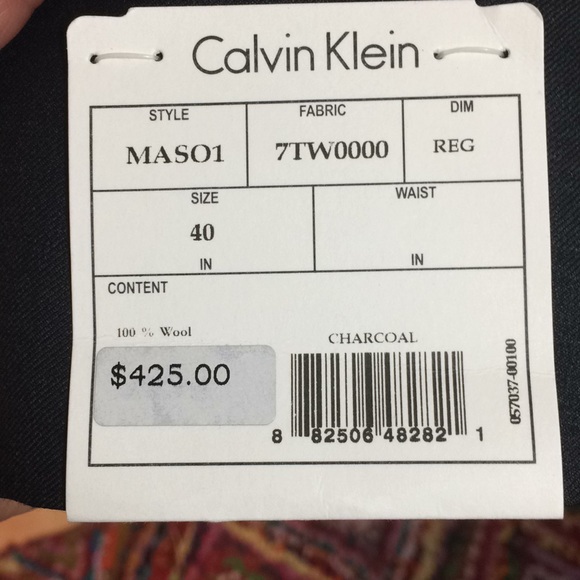 Calvin Klein
STYLE FABRIC DIM
MASO1 7TW0000 REG
SIZE WAIST
40
IN IN
CONTENT
100 % Wool CHARCOAL
$425.00
8 82506 48282 1
057037-00100